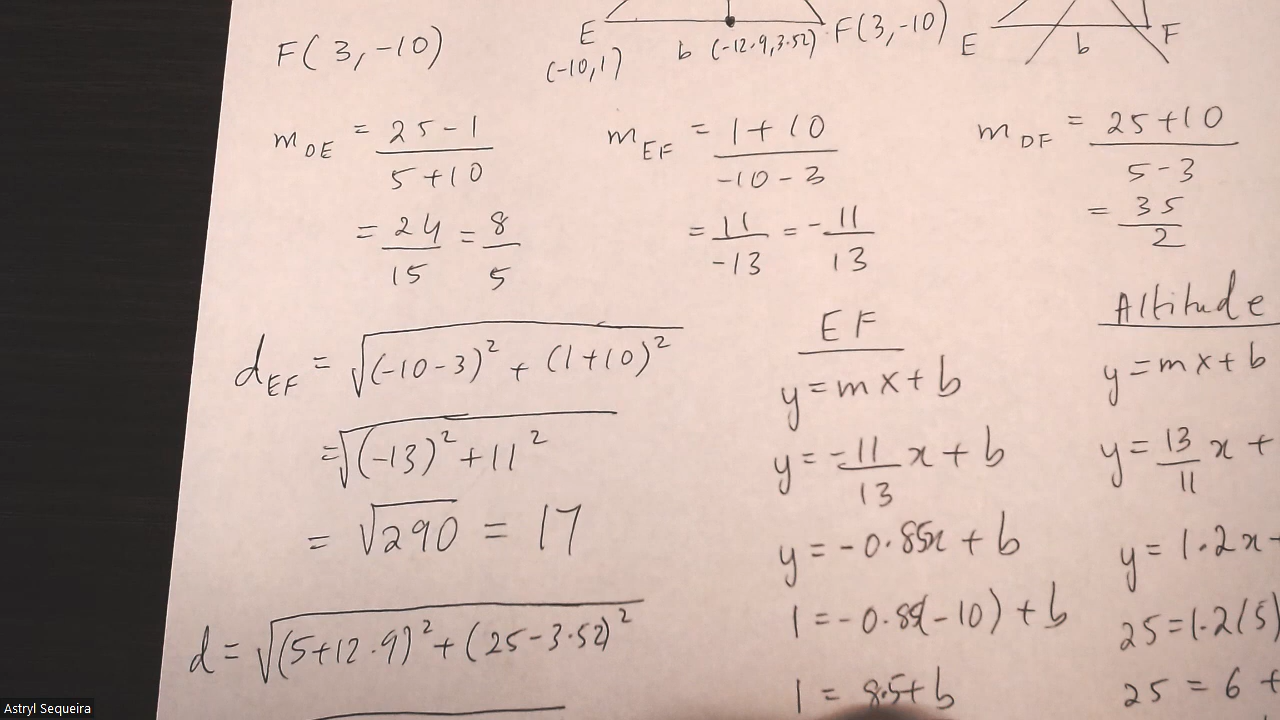 E F(3,-10) E F
F(3,-10) (-10,1) b (-12.9,3.52) b
m_DE = 25-1 / 5+10
= 24/15 = 8/5
m_EF = 1+10 / -10-3
= 11/-13 = -11/13
m_DF = 25+10 / 5-3
= 35/2
d_EF = √((-10-3)² + (1+10)²)
= √((-13)² + 11²)
= √290 = 17
d = √((5+12.9)² + (25-3.52)²)
EF
y = mx + b
y = -11/13 x + b
y = -0.85x + b
1 = -0.85(-10) + b
1 = 8.5 + b
Altitude
y = mx + b
y = 13/11 x +
y = 1.2x +
25 = 1.2(5)
25 = 6 +
Astryl Sequeira